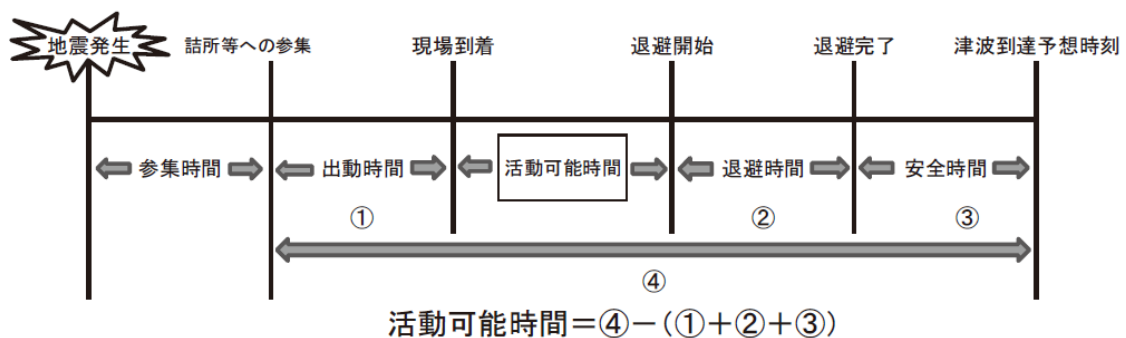 地震発生
詰所等への参集
現場到着
退避開始
退避完了
津波到達予想時刻
参集時間
出動時間
活動可能時間
退避時間
安全時間
①
②
③
④
活動可能時間＝④－（①＋②＋③）